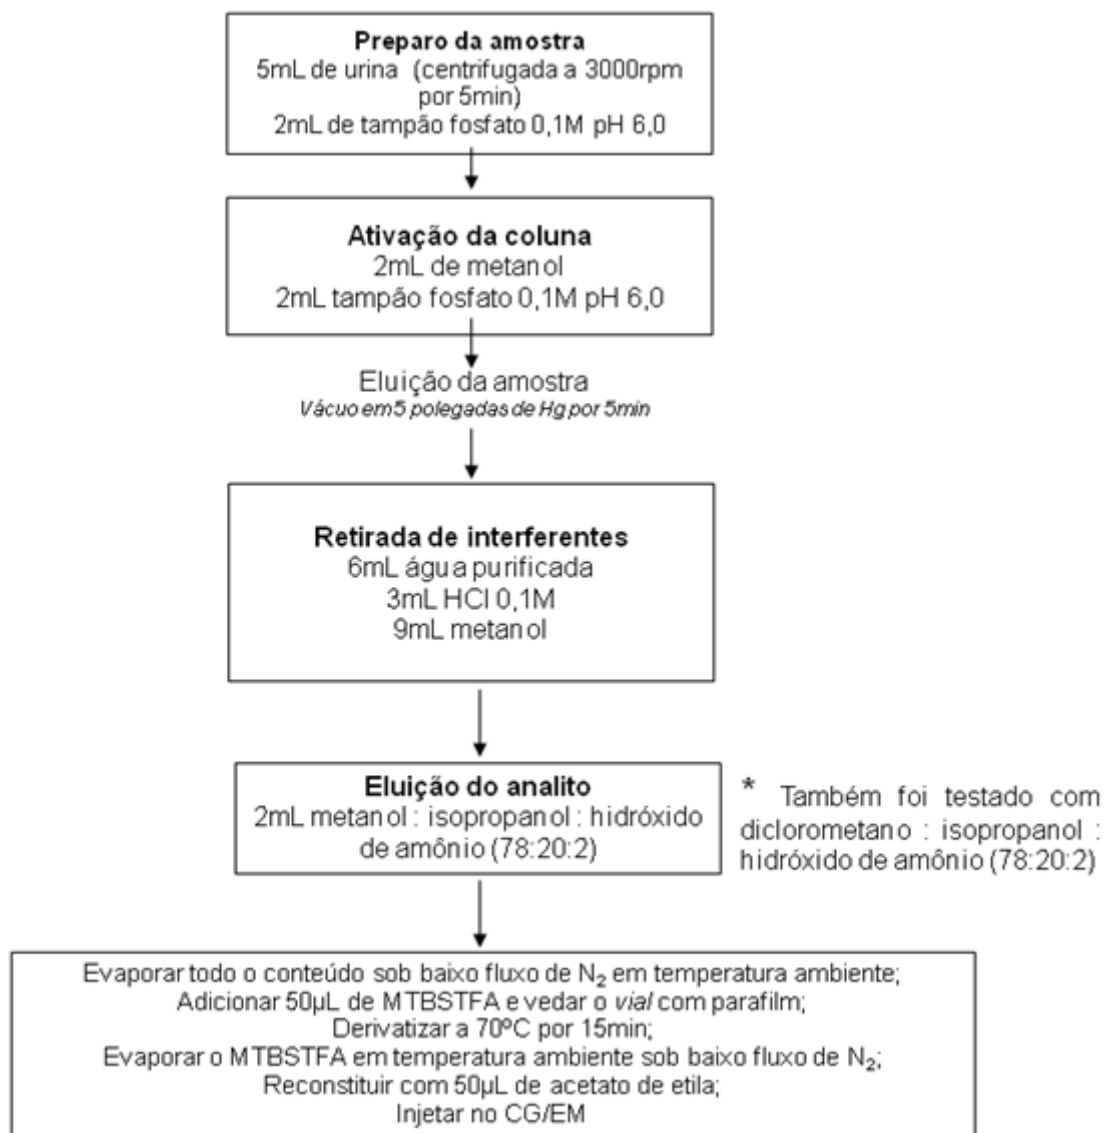 Preparo da amostra
5mL de urina (centrifugada a 3000rpm
por 5min)
2mL de tampão fosfato 0,1M pH 6,0
Ativação da coluna
2mL de metanol
2mL tampão fosfato 0,1M pH 6,0
Eluição da amostra
Vácuo em 5 polegadas de Hg por 5min
Retirada de interferentes
6mL água purificada
3mL HCl 0,1M
9mL metanol
Eluição do analito
2mL metanol : isopropanol : hidróxido
de amônio (78:20:2)
* Também foi testado com
diclorometano : isopropanol :
hidróxido de amônio (78:20:2)
Evaporar todo o conteúdo sob baixo fluxo de N₂ em temperatura ambiente;
Adicionar 50µL de MTBSTFA e vedar o vial com parafilm;
Derivatizar a 70ºC por 15min;
Evaporar o MTBSTFA em temperatura ambiente sob baixo fluxo de N₂;
Reconstituir com 50µL de acetato de etila;
Injetar no CG/EM